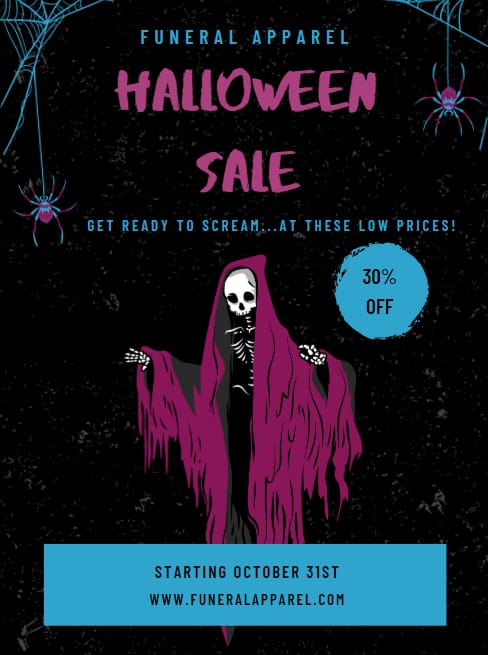 FUNERAL APPAREL
HALLOWEEN
SALE
GET READY TO SCREAM...AT THESE LOW PRICES!
30%
OFF
STARTING OCTOBER 31ST
WWW.FUNERALAPPAREL.COM